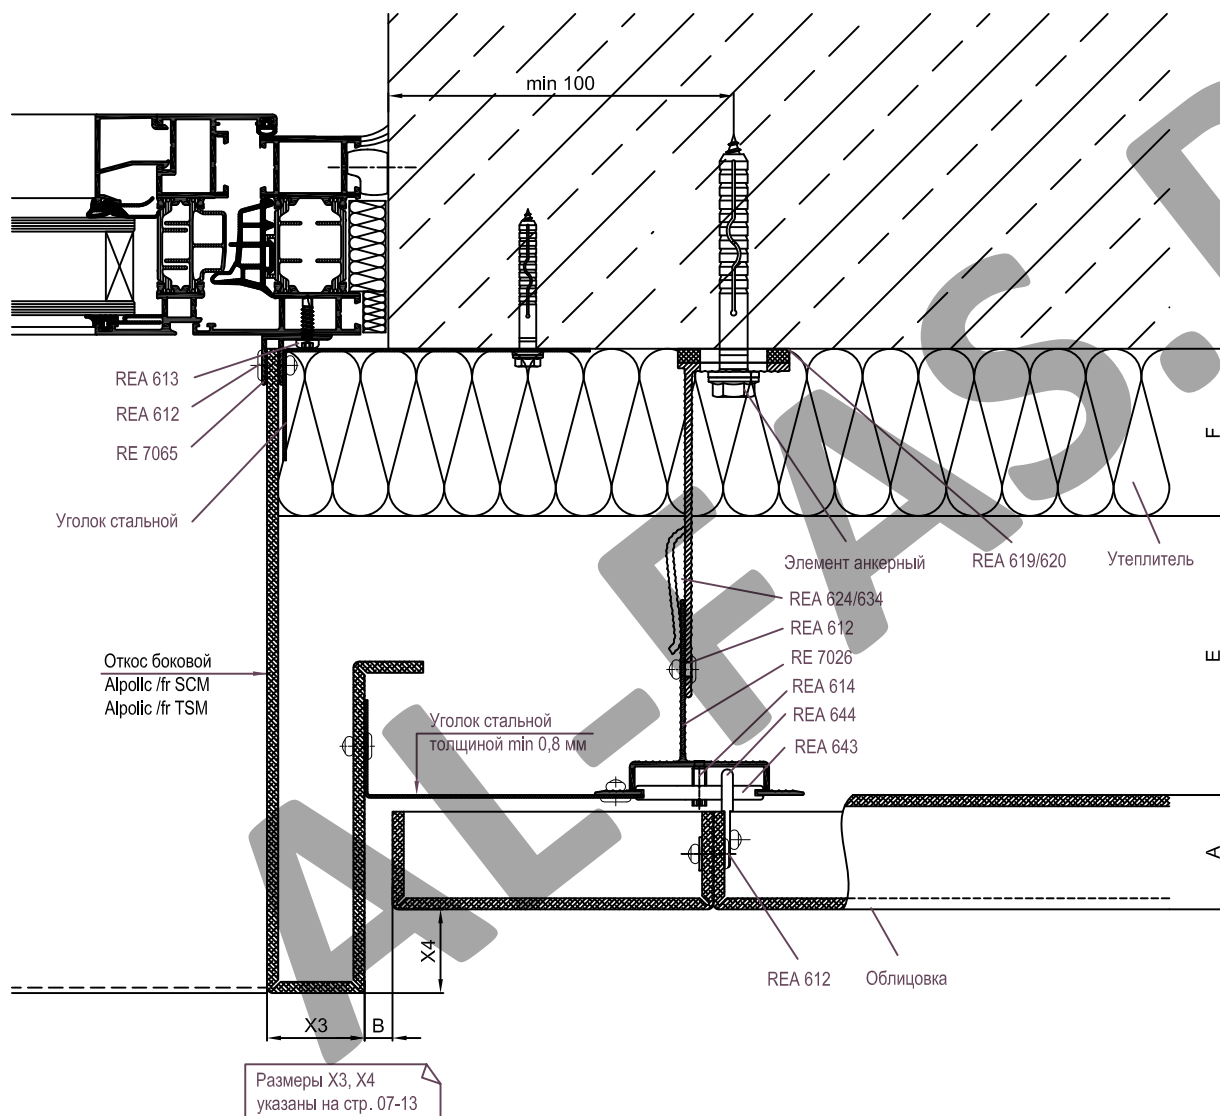 min 100
REA 613
REA 612
RE 7065
Уголок стальной
F
Элемент анкерный
REA 619/620
Утеплитель
REA 624/634
REA 612
RE 7026
REA 614
REA 644
REA 643
E
Откос боковой
Alpolic /fr SCM
Alpolic /fr TSM
Уголок стальной
толщиной min 0,8 мм
A
X4
REA 612
Облицовка
X3
B
Размеры X3, X4
указаны на стр. 07-13
AL-FAS.